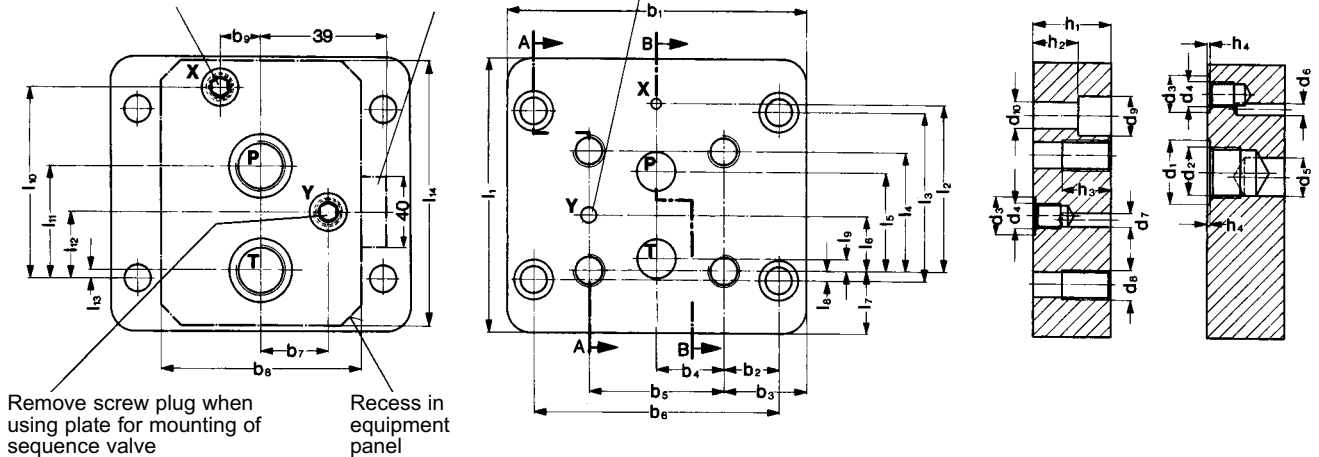 b₉ 39
X
P
Y
T
l₁₀
l₁₁
l₁₂
l₁₃
40
l₁₄
b₇
b₈
Remove screw plug when
using plate for mounting of
sequence valve
Recess in
equipment
panel
b₁
A B
X
P
Y
T
l₁
l₉
l₈
l₇
l₆
l₅
l₄
l₃
l₂
A B
b₄ b₂
b₅ b₃
b₆
h₁
h₂
d₁₀
d₉
h₃
d₃
d₄
d₇
d₈
h₄
d₃
d₄
d₆
d₁
d₂
d₅
h₄